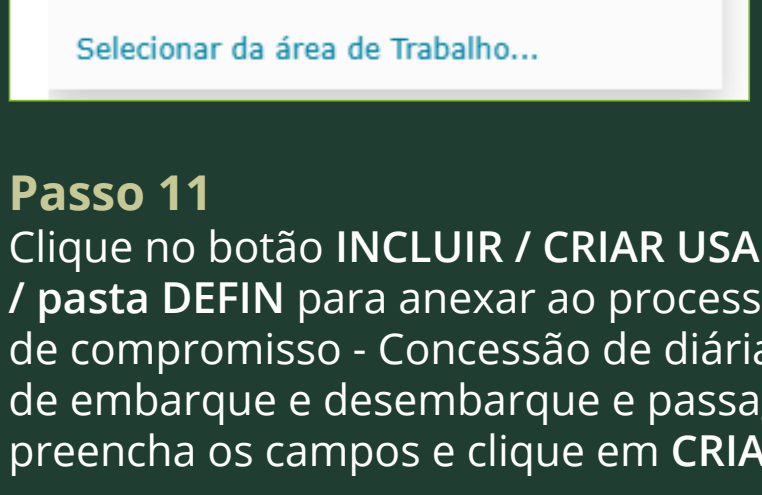 Selecionar da área de Trabalho...
Passo 11
Clique no botão INCLUIR / CRIAR USA
/ pasta DEFIN para anexar ao process
de compromisso - Concessão de diária
de embarque e desembarque e passa
preencha os campos e clique em CRIA